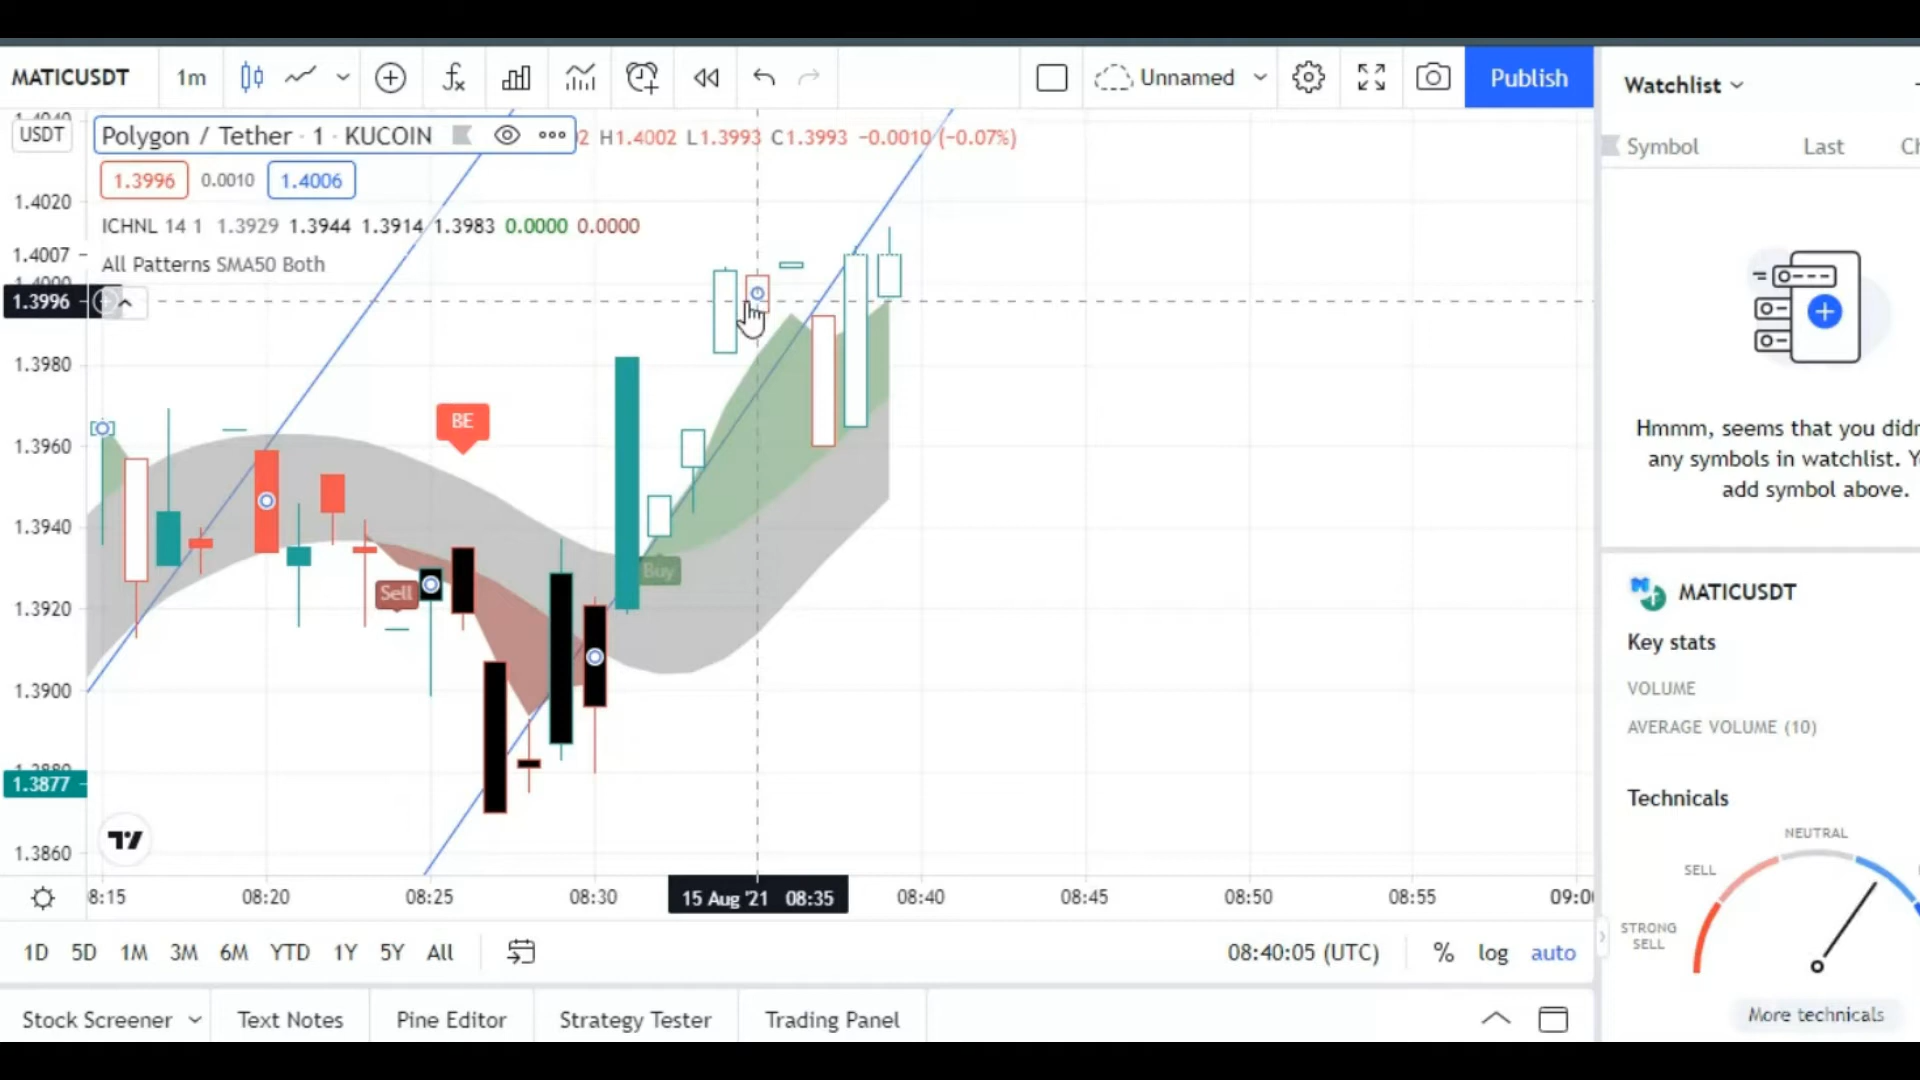 MATICUSDT 1m Unnamed Publish
Watchlist
USDT Polygon / Tether · 1 · KUCOIN 2 H1.4002 L1.3993 C1.3993 −0.0010 (−0.07%)
Symbol Last
1.3996 0.0010 1.4006
1.4020
ICHNL 14 1 1.3929 1.3944 1.3914 1.3983 0.0000 0.0000
1.4007
All Patterns SMA50 Both
1.3996
1.3980
BE
1.3960
Hmmm, seems that you didn
any symbols in watchlist. Y
add symbol above.
1.3940
Buy
Sell
MATICUSDT
1.3920
Key stats
1.3900
VOLUME
AVERAGE VOLUME (10)
1.3877
Technicals
1.3860
NEUTRAL
SELL
STRONG
SELL
8:15 08:20 08:25 08:30 15 Aug '21 08:35 08:40 08:45 08:50 08:55 09:0
1D 5D 1M 3M 6M YTD 1Y 5Y All 08:40:05 (UTC) % log auto
More technicals
Stock Screener Text Notes Pine Editor Strategy Tester Trading Panel